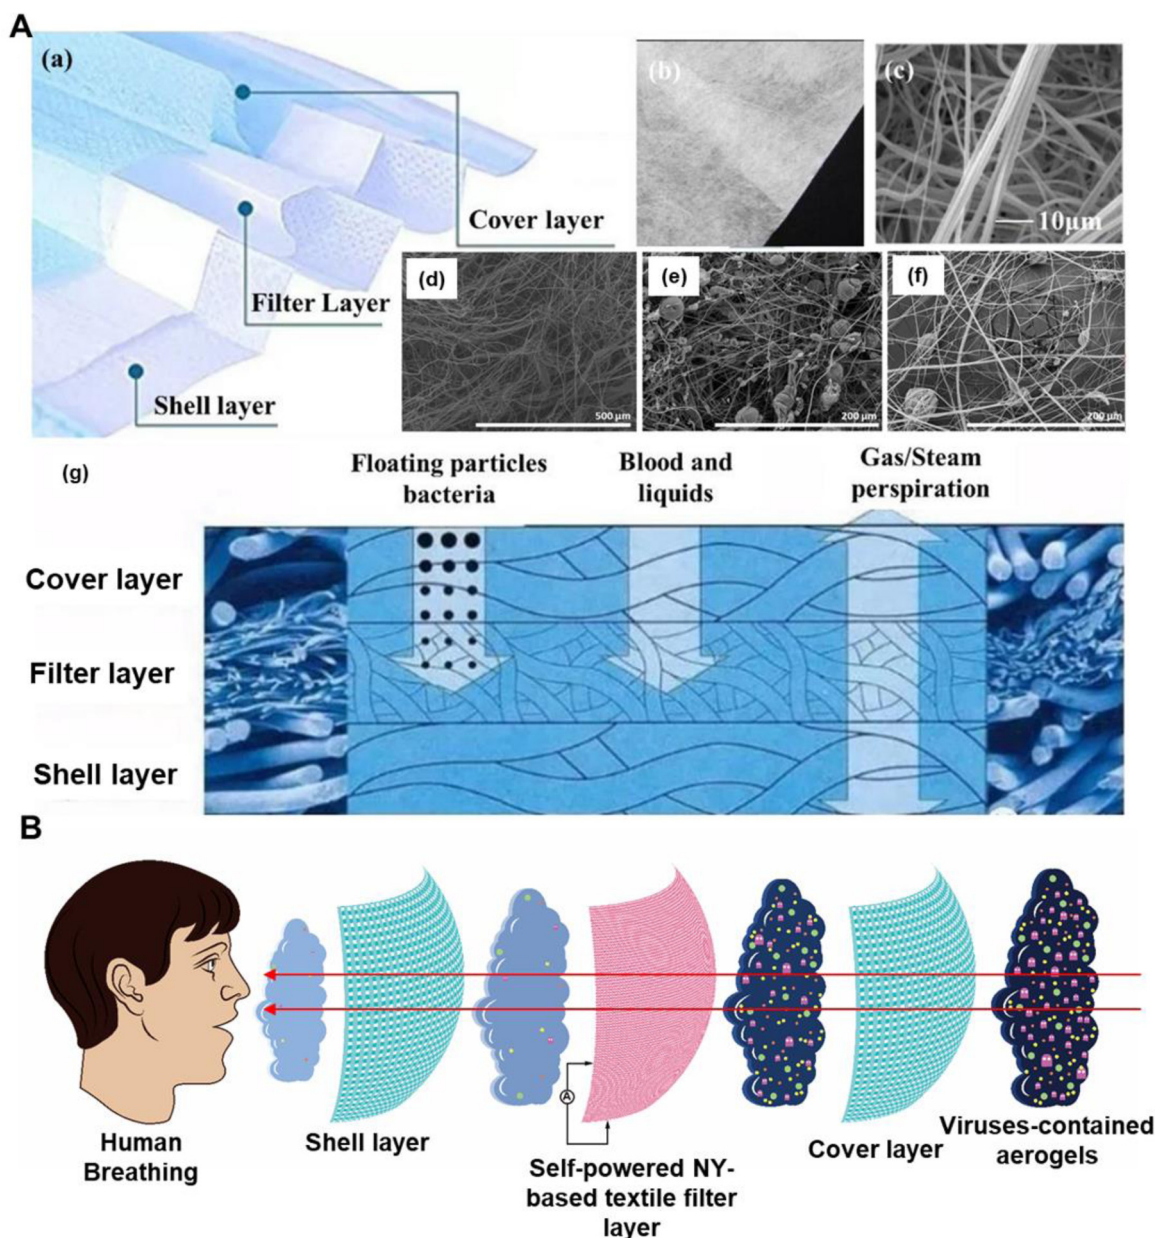 A
(a)
Cover layer
Filter Layer
Shell layer
(b)
(c)
10μm
(d)
500 μm
(e)
200 μm
(f)
200 μm
(g)
Floating particles
bacteria
Blood and
liquids
Gas/Steam
perspiration
Cover layer
Filter layer
Shell layer
B
A
Human
Breathing
Shell layer
Self-powered NY-
based textile filter
layer
Cover layer
Viruses-contained
aerogels